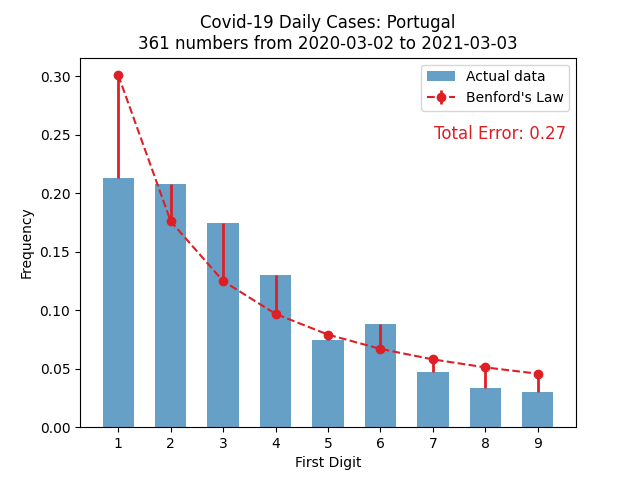 Covid-19 Daily Cases: Portugal
361 numbers from 2020-03-02 to 2021-03-03
Actual data
Benford's Law
Total Error: 0.27
Frequency
0.30
0.25
0.20
0.15
0.10
0.05
0.00
1 2 3 4 5 6 7 8 9
First Digit